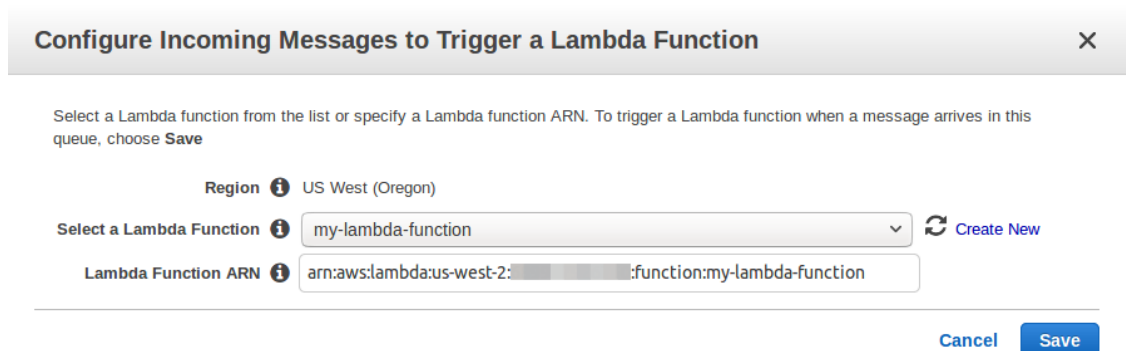 Configure Incoming Messages to Trigger a Lambda Function
Select a Lambda function from the list or specify a Lambda function ARN. To trigger a Lambda function when a message arrives in this
queue, choose Save
Region US West (Oregon)
Select a Lambda Function my-lambda-function Create New
Lambda Function ARN arn:aws:lambda:us-west-2: :function:my-lambda-function
Cancel Save